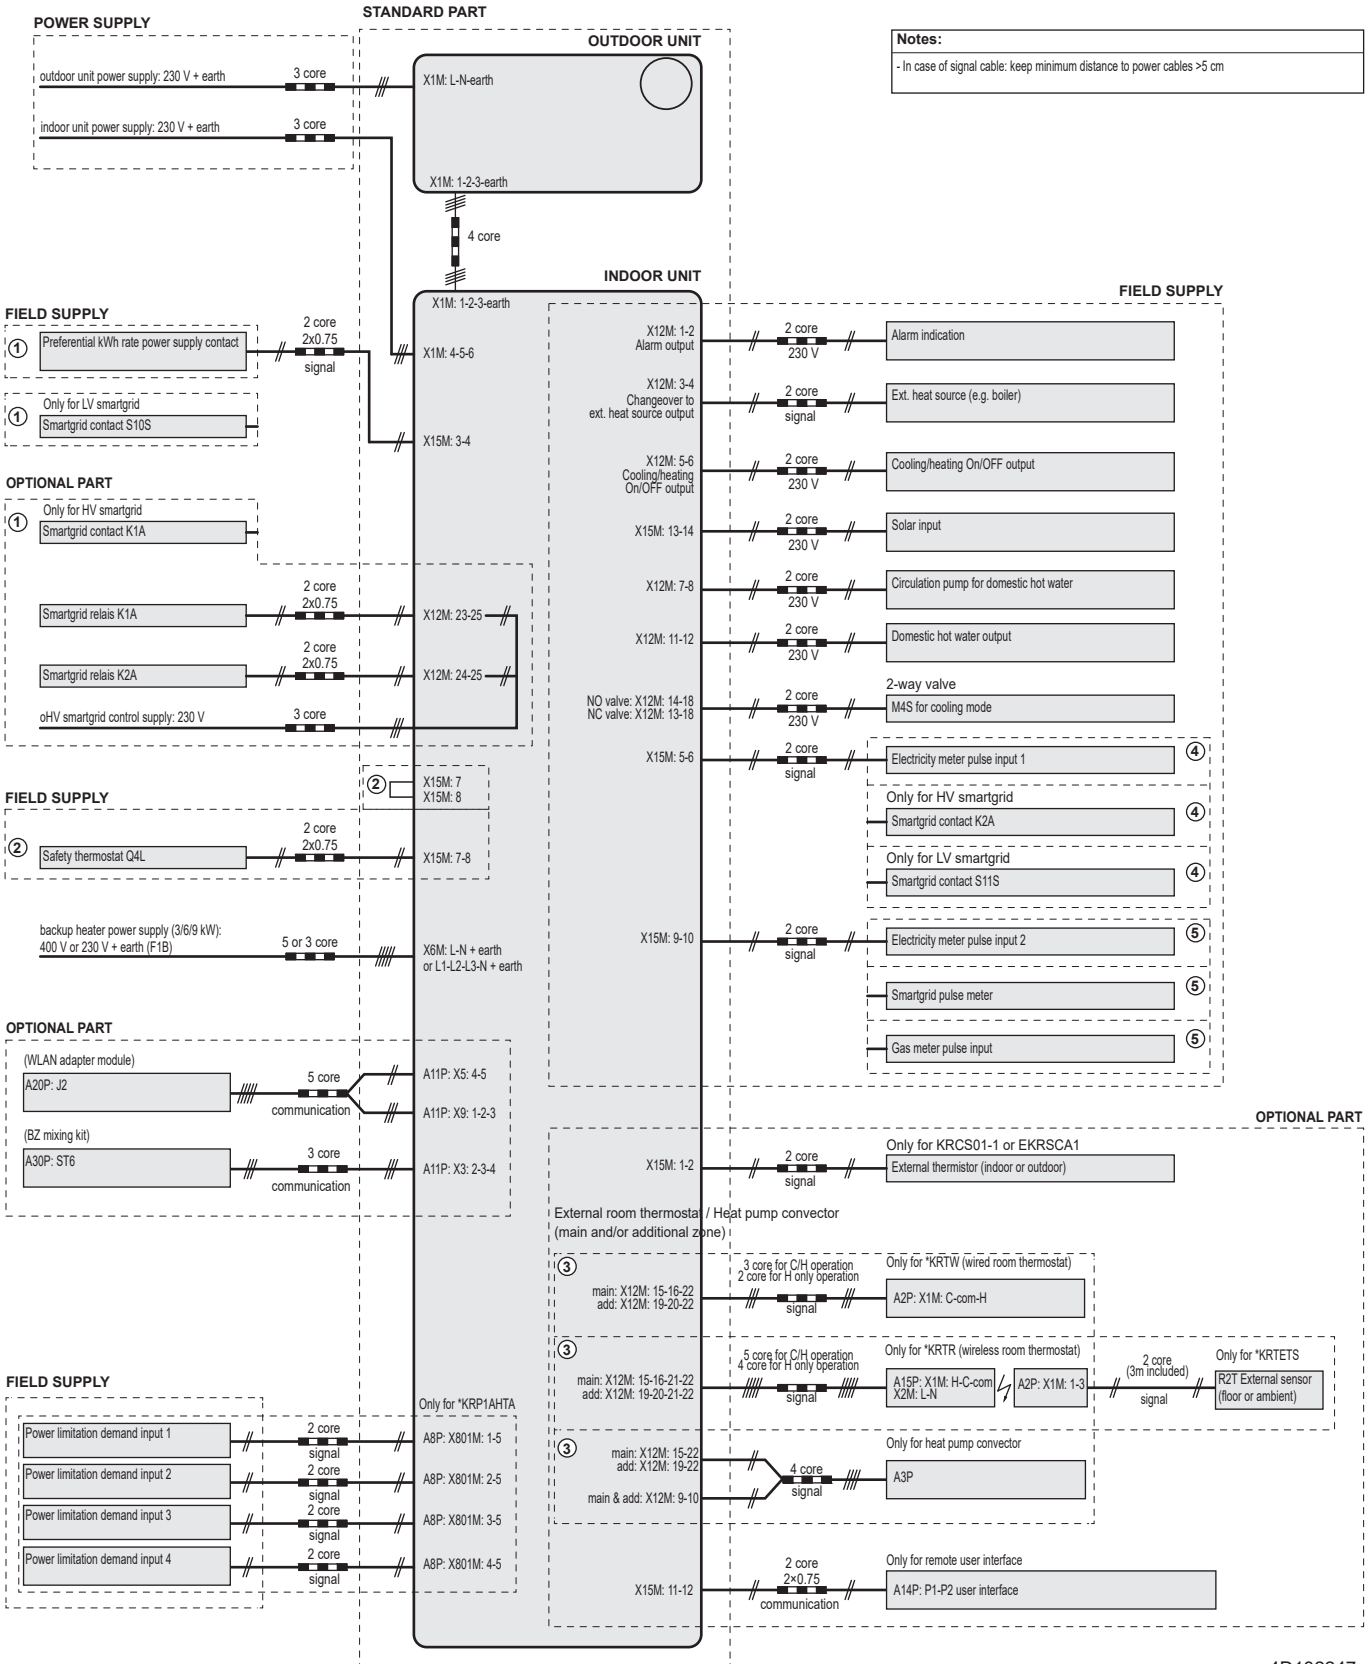 POWER SUPPLY
STANDARD PART
OUTDOOR UNIT
Notes:
- In case of signal cable: keep minimum distance to power cables >5 cm
outdoor unit power supply: 230 V + earth
3 core
X1M: L-N-earth
indoor unit power supply: 230 V + earth
3 core
X1M: 1-2-3-earth
4 core
INDOOR UNIT
X1M: 1-2-3-earth
FIELD SUPPLY
1
Preferential kWh rate power supply contact
2 core
2x0.75
signal
X1M: 4-5-6
1
Only for LV smartgrid
Smartgrid contact S10S
X15M: 3-4
OPTIONAL PART
1
Only for HV smartgrid
Smartgrid contact K1A
Smartgrid relais K1A
2 core
2x0.75
X12M: 23-25
Smartgrid relais K2A
2 core
2x0.75
X12M: 24-25
oHV smartgrid control supply: 230 V
3 core
2
X15M: 7
X15M: 8
FIELD SUPPLY
2
Safety thermostat Q4L
2 core
2x0.75
X15M: 7-8
backup heater power supply (3/6/9 kW):
400 V or 230 V + earth (F1B)
5 or 3 core
X6M: L-N + earth
or L1-L2-L3-N + earth
OPTIONAL PART
(WLAN adapter module)
A20P: J2
5 core
communication
A11P: X5: 4-5
A11P: X9: 1-2-3
(BZ mixing kit)
A30P: ST6
3 core
communication
A11P: X3: 2-3-4
FIELD SUPPLY
Only for *KRP1AHTA
Power limitation demand input 1
2 core
signal
A8P: X801M: 1-5
Power limitation demand input 2
2 core
signal
A8P: X801M: 2-5
Power limitation demand input 3
2 core
signal
A8P: X801M: 3-5
Power limitation demand input 4
2 core
signal
A8P: X801M: 4-5
FIELD SUPPLY
X12M: 1-2
Alarm output
2 core
230 V
Alarm indication
X12M: 3-4
Changeover to
ext. heat source output
2 core
signal
Ext. heat source (e.g. boiler)
X12M: 5-6
Cooling/heating
On/OFF output
2 core
230 V
Cooling/heating On/OFF output
X15M: 13-14
2 core
230 V
Solar input
X12M: 7-8
2 core
230 V
Circulation pump for domestic hot water
X12M: 11-12
2 core
230 V
Domestic hot water output
NO valve: X12M: 14-18
NC valve: X12M: 13-18
2 core
230 V
2-way valve
M4S for cooling mode
X15M: 5-6
2 core
signal
Electricity meter pulse input 1
4
Only for HV smartgrid
Smartgrid contact K2A
4
Only for LV smartgrid
Smartgrid contact S11S
4
X15M: 9-10
2 core
signal
Electricity meter pulse input 2
5
Smartgrid pulse meter
5
Gas meter pulse input
5
OPTIONAL PART
X15M: 1-2
2 core
signal
Only for KRCS01-1 or EKRSCA1
External thermistor (indoor or outdoor)
External room thermostat / Heat pump convector
(main and/or additional zone)
3
main: X12M: 15-16-22
add: X12M: 19-20-22
3 core for C/H operation
2 core for H only operation
signal
Only for *KRTW (wired room thermostat)
A2P: X1M: C-com-H
3
main: X12M: 15-16-21-22
add: X12M: 19-20-21-22
5 core for C/H operation
4 core for H only operation
signal
Only for *KRTR (wireless room thermostat)
A15P: X1M: H-C-com
X2M: L-N
A2P: X1M: 1-3
2 core
(3m included)
signal
Only for *KRTETS
R2T External sensor
(floor or ambient)
3
main: X12M: 15-22
add: X12M: 19-22
main & add: X12M: 9-10
4 core
signal
Only for heat pump convector
A3P
X15M: 11-12
2 core
2×0.75
communication
Only for remote user interface
A14P: P1-P2 user interface